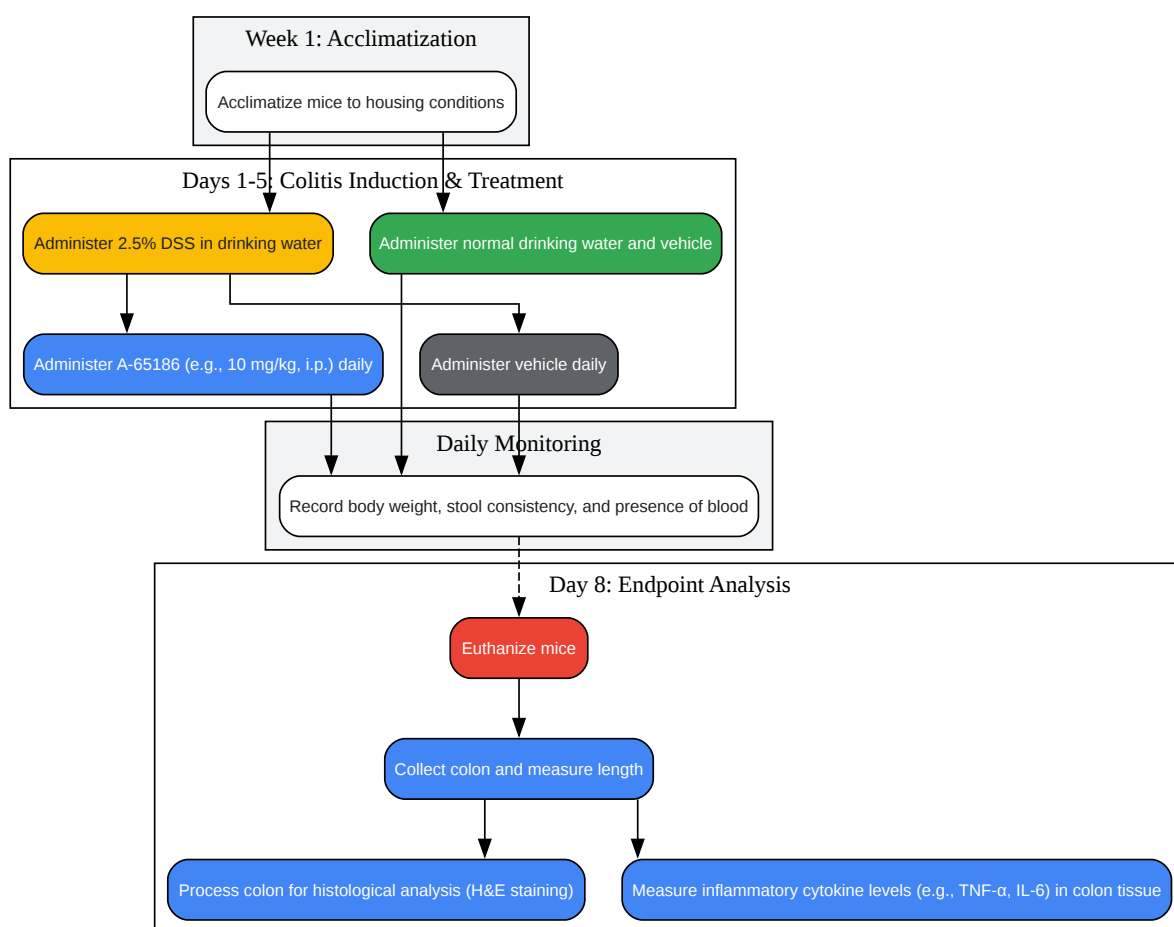 Week 1: Acclimatization
Acclimatize mice to housing conditions
Days 1-5: Colitis Induction & Treatment
Administer 2.5% DSS in drinking water
Administer normal drinking water and vehicle
Administer A-65186 (e.g., 10 mg/kg, i.p.) daily
Administer vehicle daily
Daily Monitoring
Record body weight, stool consistency, and presence of blood
Day 8: Endpoint Analysis
Euthanize mice
Collect colon and measure length
Process colon for histological analysis (H&E staining)
Measure inflammatory cytokine levels (e.g., TNF-α, IL-6) in colon tissue